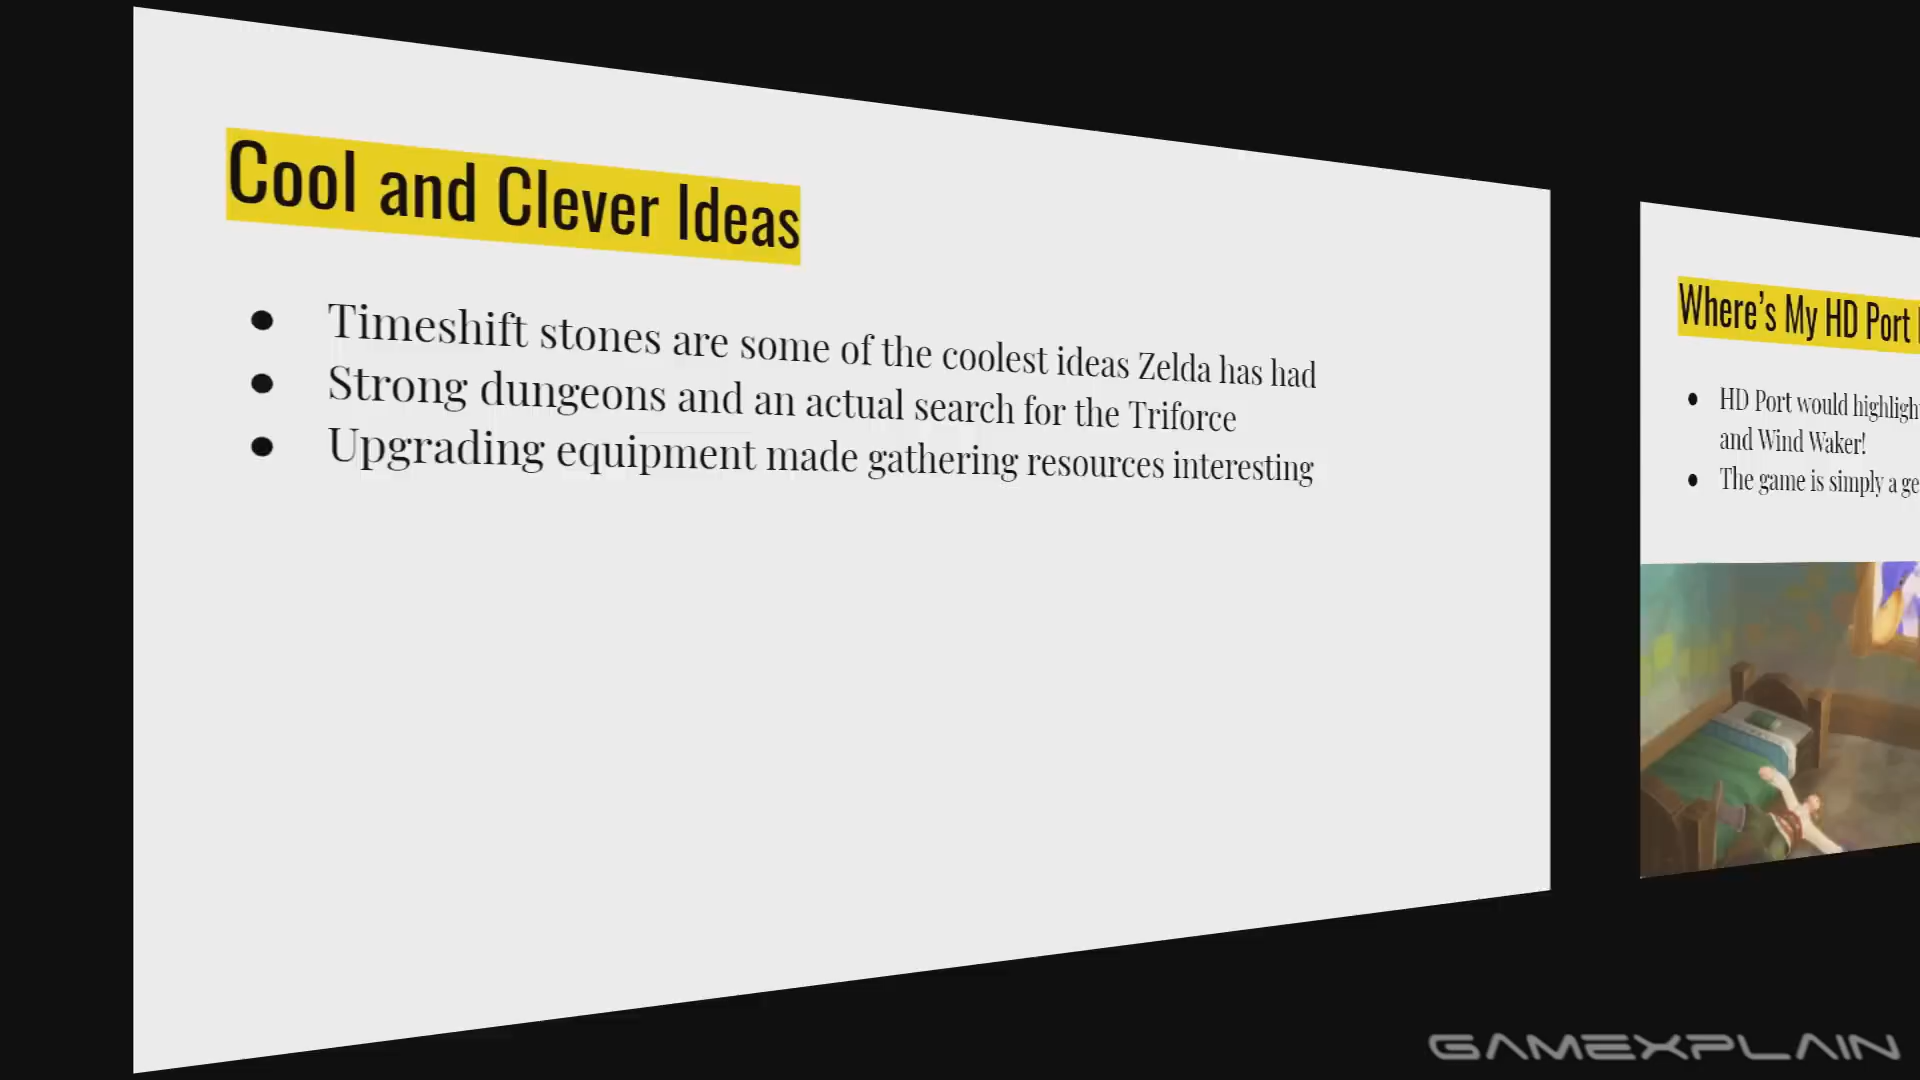 Cool and Clever Ideas
Timeshift stones are some of the coolest ideas Zelda has had
Strong dungeons and an actual search for the Triforce
Upgrading equipment made gathering resources interesting
Where's My HD Port
HD Port would highlight
and Wind Waker!
The game is simply a
GAMEXPLAIN